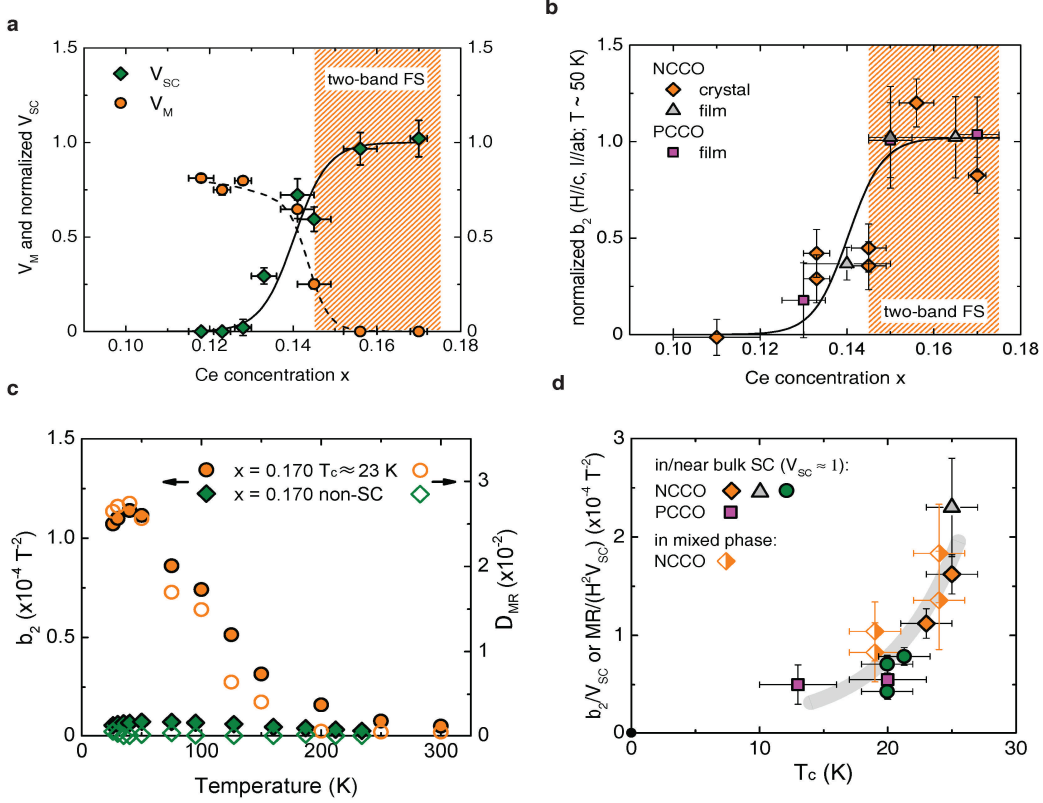 a
V_M and normalized V_SC
1.5
1.0
0.5
0
1.5
1.0
0.5
0
V_SC
V_M
two-band FS
0.10 0.12 0.14 0.16 0.18
Ce concentration x
b
normalized b_2 (H//c, I//ab; T ~ 50 K)
1.5
1.0
0.5
0
NCCO
crystal
film
PCCO
film
two-band FS
0.10 0.12 0.14 0.16 0.18
Ce concentration x
c
b_2 (x10^-4 T^-2)
1.5
1.0
0.5
0
x = 0.170 T_c ≈ 23 K
x = 0.170 non-SC
3
2
1
0
D_MR (x10^-2)
0 100 200 300
Temperature (K)
d
b_2/V_SC or MR/(H^2V_SC) (x10^-4 T^-2)
3
2
1
0
in/near bulk SC (V_SC ≈ 1):
NCCO
PCCO
in mixed phase:
NCCO
0 10 20 30
T_c (K)